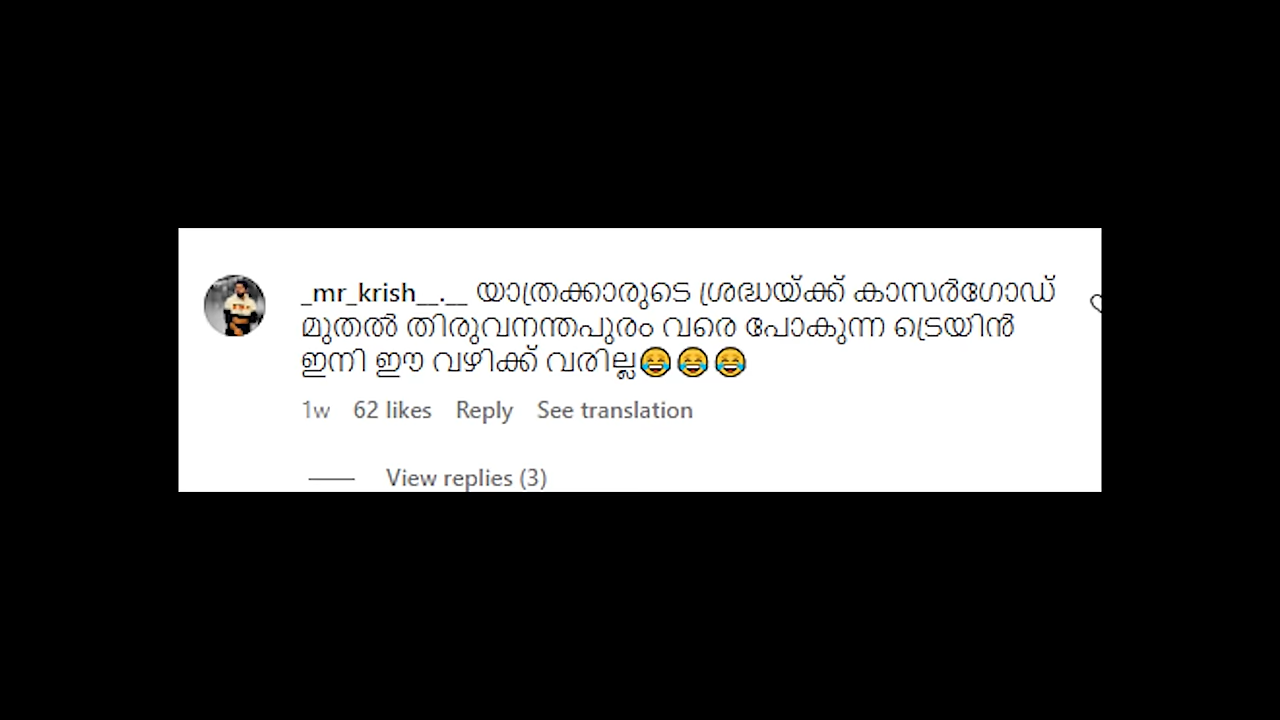 _mr_krish__.__ യാത്രക്കാരുടെ ശ്രദ്ധയ്ക്ക് കാസർഗോഡ്
മുതൽ തിരുവനന്തപുരം വരെ പോകുന്ന ട്രെയിൻ
ഇനി ഈ വഴിക്ക് വരില്ല😂😂😂
1w 62 likes Reply See translation
View replies (3)